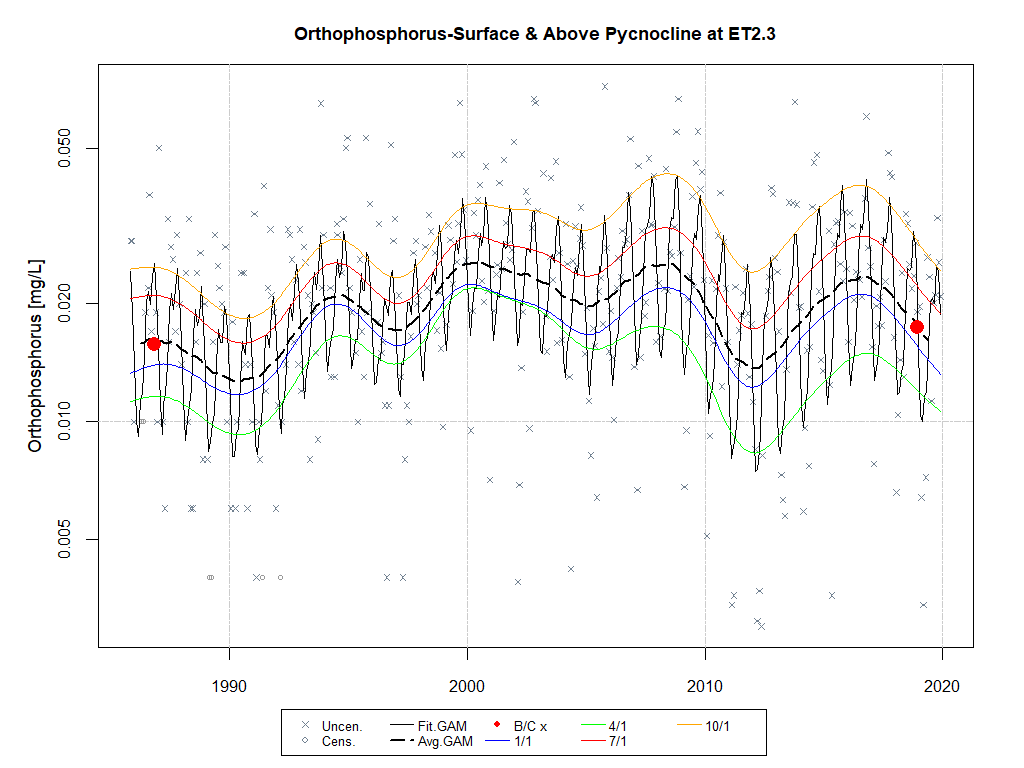 Orthophosphorus-Surface & Above Pycnocline at ET2.3
Orthophosphorus [mg/L]
0.050
0.020
0.010
0.005
1990 2000 2010 2020
Uncen. Fit.GAM B/C x 4/1 10/1
Cens. Avg.GAM 1/1 7/1